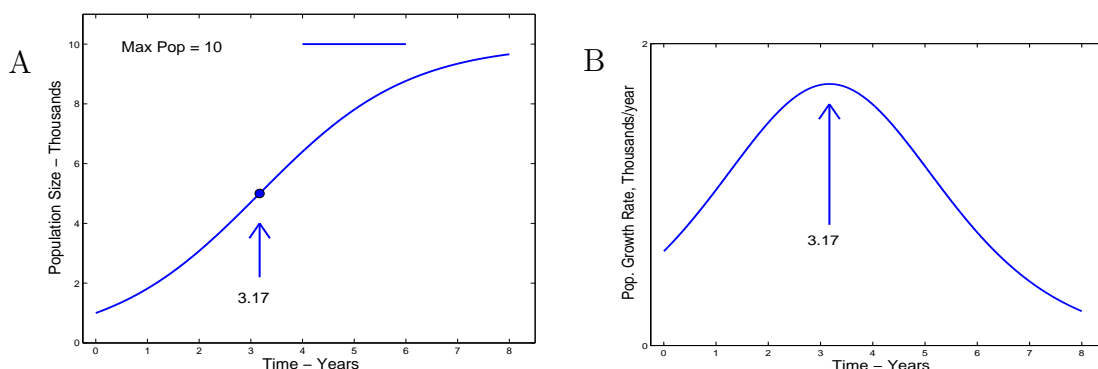 A
Population Size – Thousands
10
8
6
4
2
0
Max Pop = 10
3.17
0 1 2 3 4 5 6 7 8
Time – Years
B
Pop. Growth Rate, Thousands/year
2
0
3.17
0 1 2 3 4 5 6 7 8
Time – Years